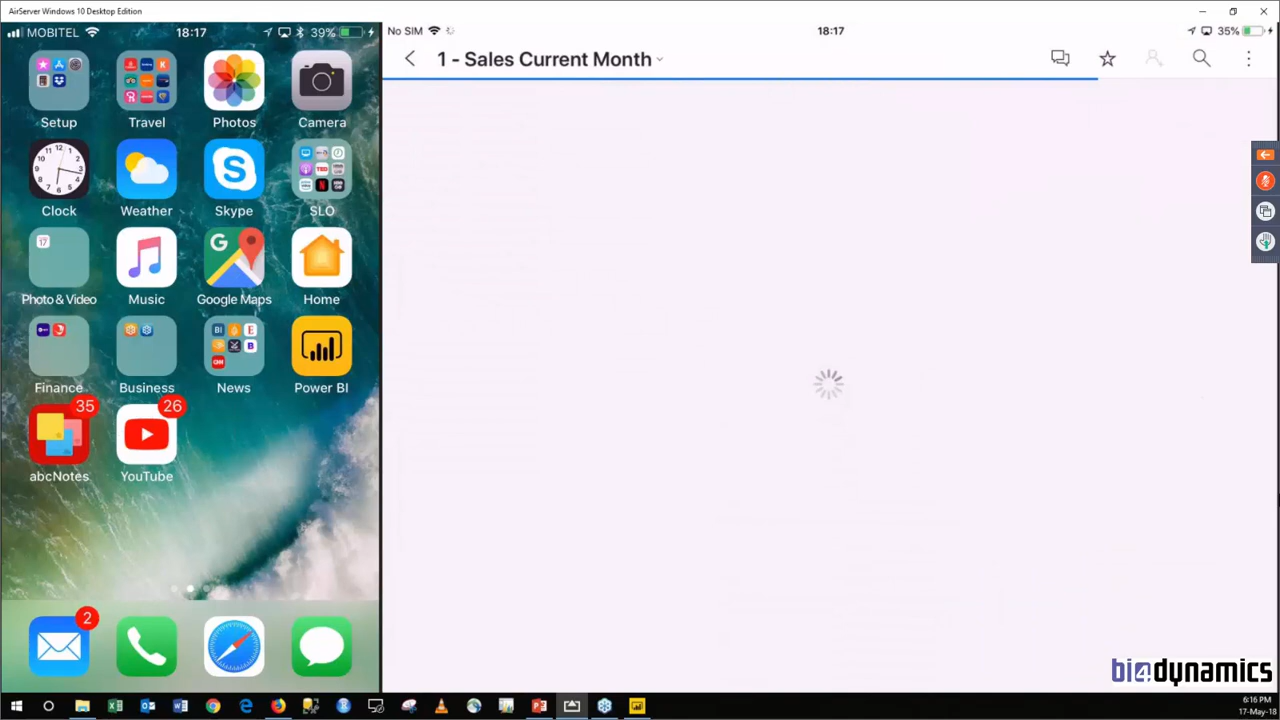 AirServer Windows 10 Desktop Edition
MOBITEL 18:17 39%
Setup Travel Photos Camera
Clock Weather Skype SLO
17
Photo & Video Music Google Maps Home
Finance Business News Power BI
35 26
abcNotes YouTube
2
No SIM 18:17 35%
1 - Sales Current Month
bi4dynamics
6:16 PM
17-May-18